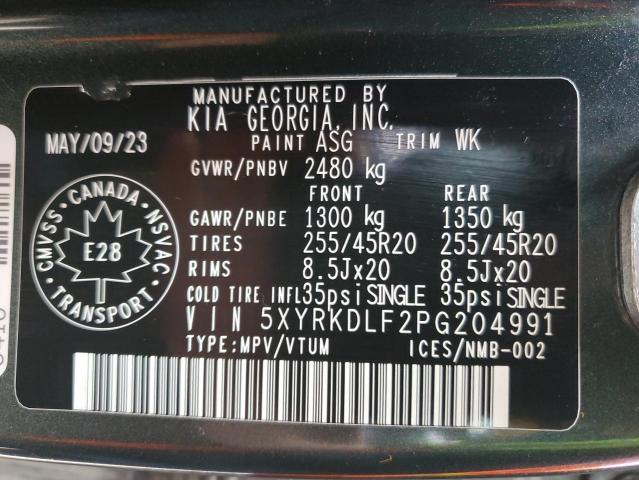 MANUFACTURED BY
KIA GEORGIA, INC.
MAY/09/23 PAINT ASG TRIM WK
GVWR/PNBV 2480 kg
FRONT REAR
GAWR/PNBE 1300 kg 1350 kg
TIRES 255/45R20 255/45R20
RIMS 8.5Jx20 8.5Jx20
COLD TIRE INFL 35psi SINGLE 35psi SINGLE
VIN 5XYRKDLF2PG204991
TYPE:MPV/VTUM ICES/NMB-002
CANADA
CMVSS NSVAC
E28
TRANSPORT